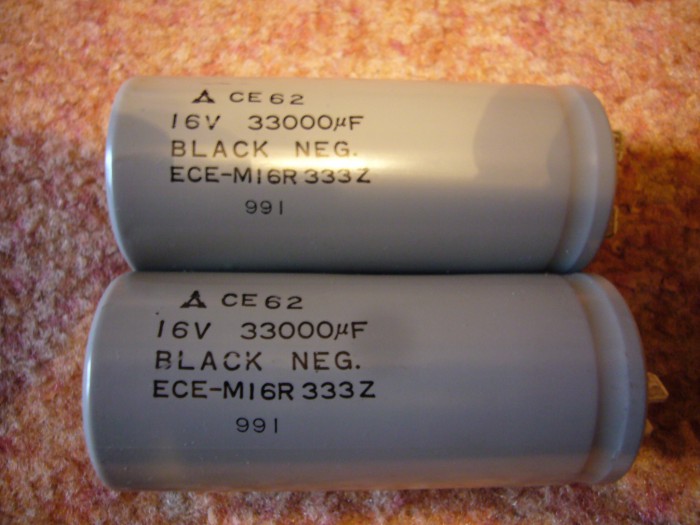 CE62
16V 33000µF
BLACK NEG.
ECE-M16R333Z
991
CE62
16V 33000µF
BLACK NEG.
ECE-M16R333Z
991